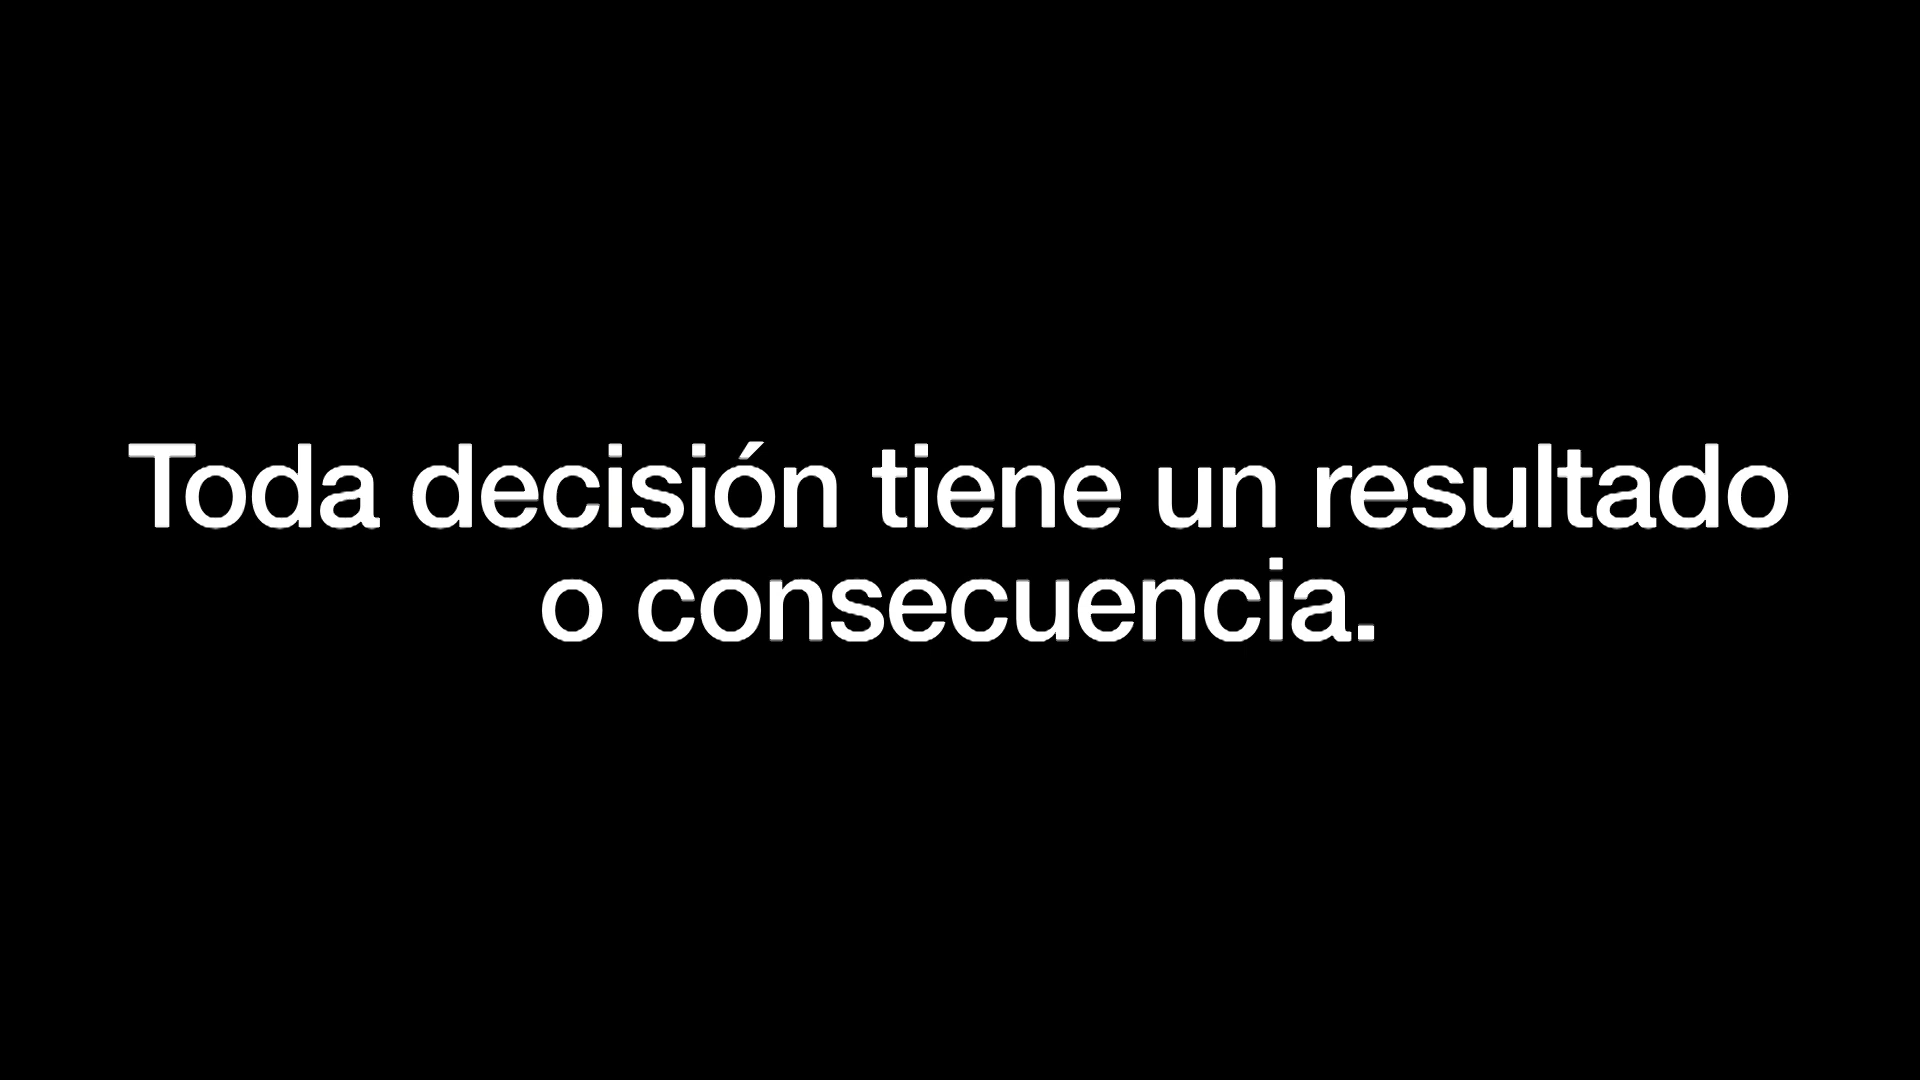 Toda decisión tiene un resultado
o consecuencia.